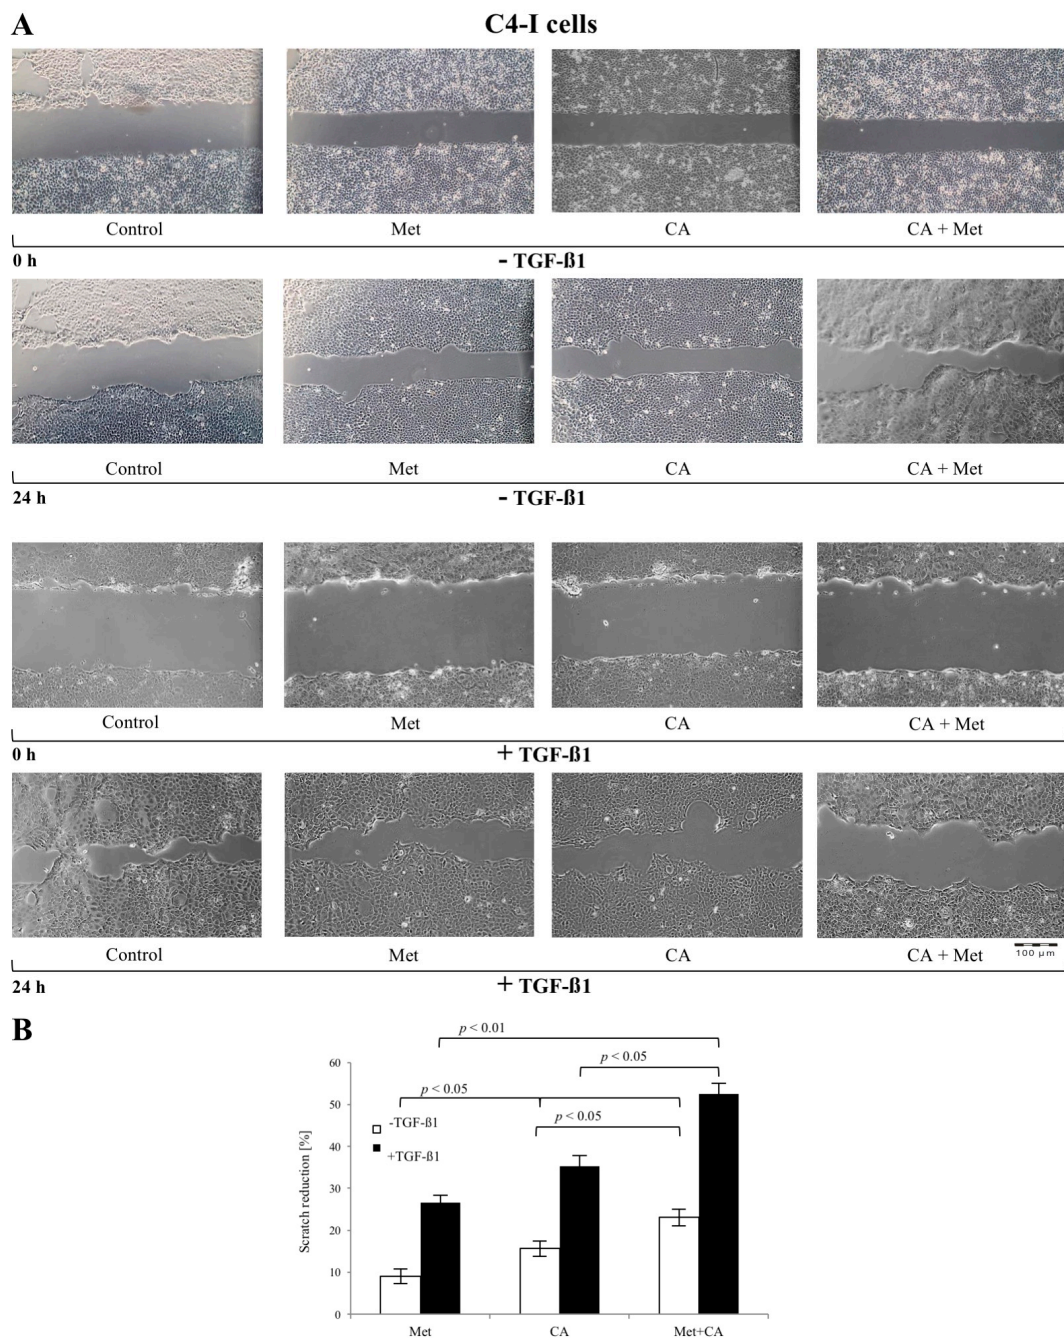 A
C4-I cells
Control Met CA CA + Met
0 h - TGF-ß1
Control Met CA CA + Met
24 h - TGF-ß1
Control Met CA CA + Met
0 h + TGF-ß1
Control Met CA CA + Met
100 µm
24 h + TGF-ß1
B
p < 0.01
p < 0.05
p < 0.05
p < 0.05
-TGF-ß1
+TGF-ß1
Scratch reduction [%]
60
50
40
30
20
10
0
Met CA Met+CA